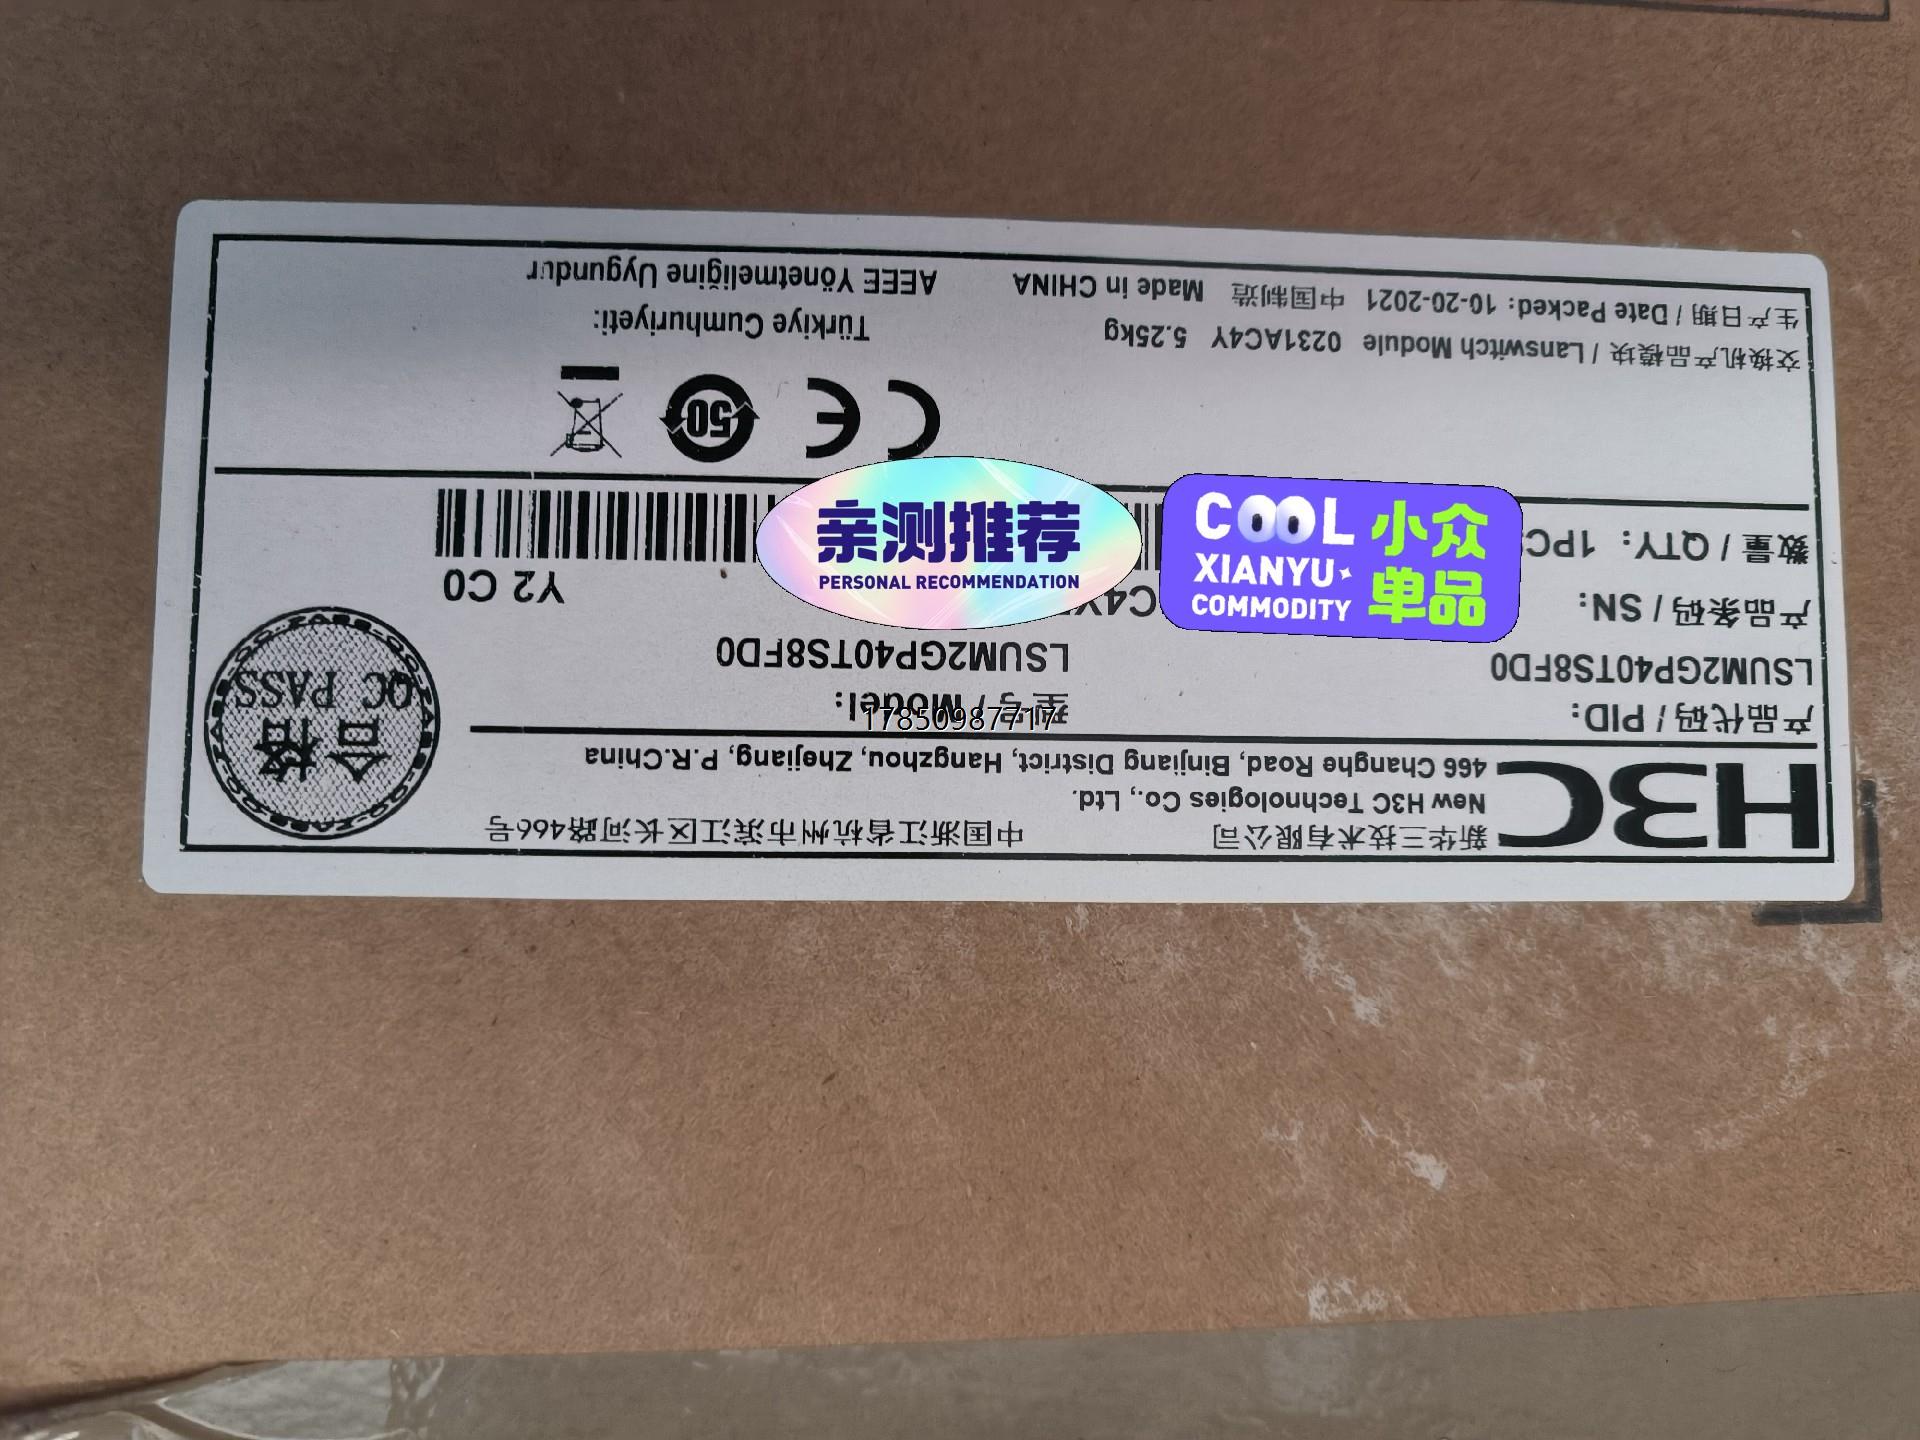 H3C
新华三技术有限公司 中国浙江省杭州市滨江区长河路466号
New H3C Technologies Co., Ltd.
466 Changhe Road, Binjiang District, Hangzhou, Zhejiang, P.R.China
产品代码 / PID: 型号 / Model:
LSUM2GP40TS8FD0 LSUM2GP40TS8FD0
合格
QC PASS
产品条码 / SN:
Y2 C0
数量 / QTY: 1PC
50
交换机产品模块 / Lanswitch Module 0231AC4Y 5.25kg
生产日期 / Date Packed: 10-20-2021 中国制造 Made in CHINA
Türkiye Cumhuriyeti:
AEEE Yönetmeliğine Uygundur
亲测推荐
PERSONAL RECOMMENDATION
COOL 小众
XIANYU 单品
COMMODITY
17850987717